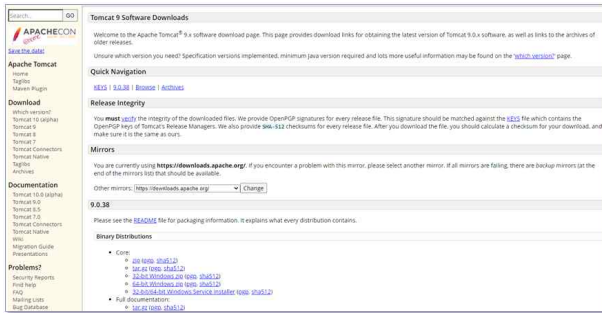 Search... GO
APACHECON
Save the date!
Apache Tomcat
Home
Taglibs
Maven Plugin
Download
Which version?
Tomcat 10 (alpha)
Tomcat 9
Tomcat 8
Tomcat 7
Tomcat Connectors
Tomcat Native
Taglibs
Archives
Documentation
Tomcat 10.0 (alpha)
Tomcat 9.0
Tomcat 8.5
Tomcat 7.0
Tomcat Connectors
Tomcat Native
Wiki
Migration Guide
Presentations
Problems?
Security Reports
Find help
FAQ
Mailing Lists
Bug Database
Tomcat 9 Software Downloads
Welcome to the Apache Tomcat® 9.x software download page. This page provides download links for obtaining the latest version of Tomcat 9.0.x software, as well as links to the archives of
older releases.
Unsure which version you need? Specification versions implemented, minimum Java version required and lots more useful information may be found on the 'which version?' page.
Quick Navigation
KEYS | 9.0.38 | Browse | Archives
Release Integrity
You must verify the integrity of the downloaded files. We provide OpenPGP signatures for every release file. This signature should be matched against the KEYS file which contains the
OpenPGP keys of Tomcat's Release Managers. We also provide SHA-512 checksums for every release file. After you download the file, you should calculate a checksum for your download, and
make sure it is the same as ours.
Mirrors
You are currently using https://downloads.apache.org/. If you encounter a problem with this mirror, please select another mirror. If all mirrors are failing, there are backup mirrors (at the
end of the mirrors list) that should be available.
Other mirrors: https://downloads.apache.org/ Change
9.0.38
Please see the README file for packaging information. It explains what every distribution contains.
Binary Distributions
Core:
zip (pgp, sha512)
tar.gz (pgp, sha512)
32-bit Windows zip (pgp, sha512)
64-bit Windows zip (pgp, sha512)
32-bit/64-bit Windows Service Installer (pgp, sha512)
Full documentation:
tar.gz (pgp, sha512)